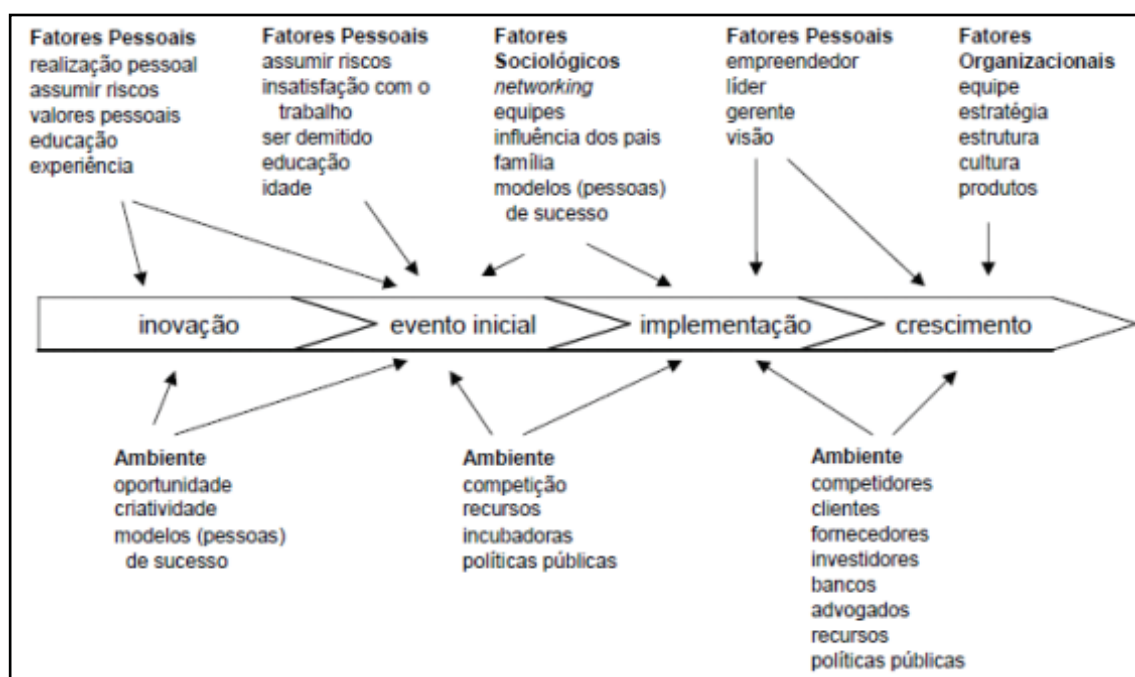 Fatores Pessoais
realização pessoal
assumir riscos
valores pessoais
educação
experiência
Fatores Pessoais
assumir riscos
insatisfação com o
trabalho
ser demitido
educação
idade
Fatores
Sociológicos
networking
equipes
influência dos pais
família
modelos (pessoas)
de sucesso
Fatores Pessoais
empreendedor
líder
gerente
visão
Fatores
Organizacionais
equipe
estratégia
estrutura
cultura
produtos
inovação
evento inicial
implementação
crescimento
Ambiente
oportunidade
criatividade
modelos (pessoas)
de sucesso
Ambiente
competição
recursos
incubadoras
políticas públicas
Ambiente
competidores
clientes
fornecedores
investidores
bancos
advogados
recursos
políticas públicas